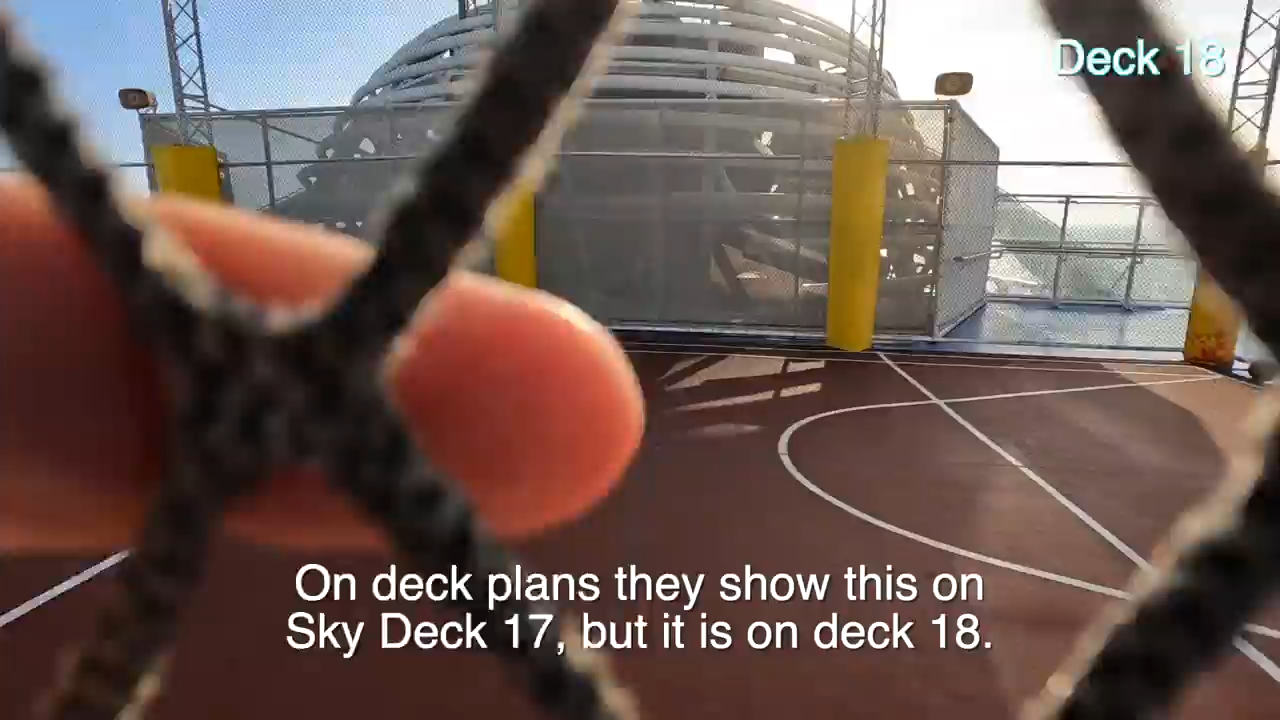 Deck 18
On deck plans they show this on
Sky Deck 17, but it is on deck 18.